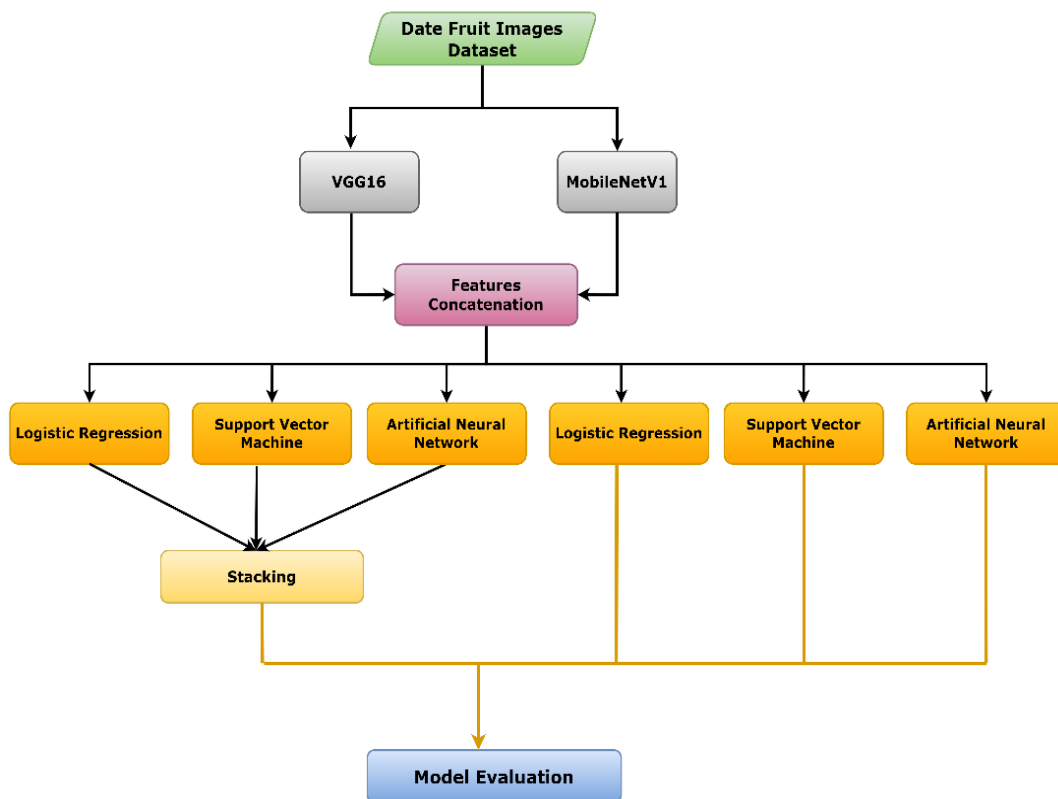 Date Fruit Images
Dataset
VGG16
MobileNetV1
Features
Concatenation
Logistic Regression
Support Vector
Machine
Artificial Neural
Network
Logistic Regression
Support Vector
Machine
Artificial Neural
Network
Stacking
Model Evaluation